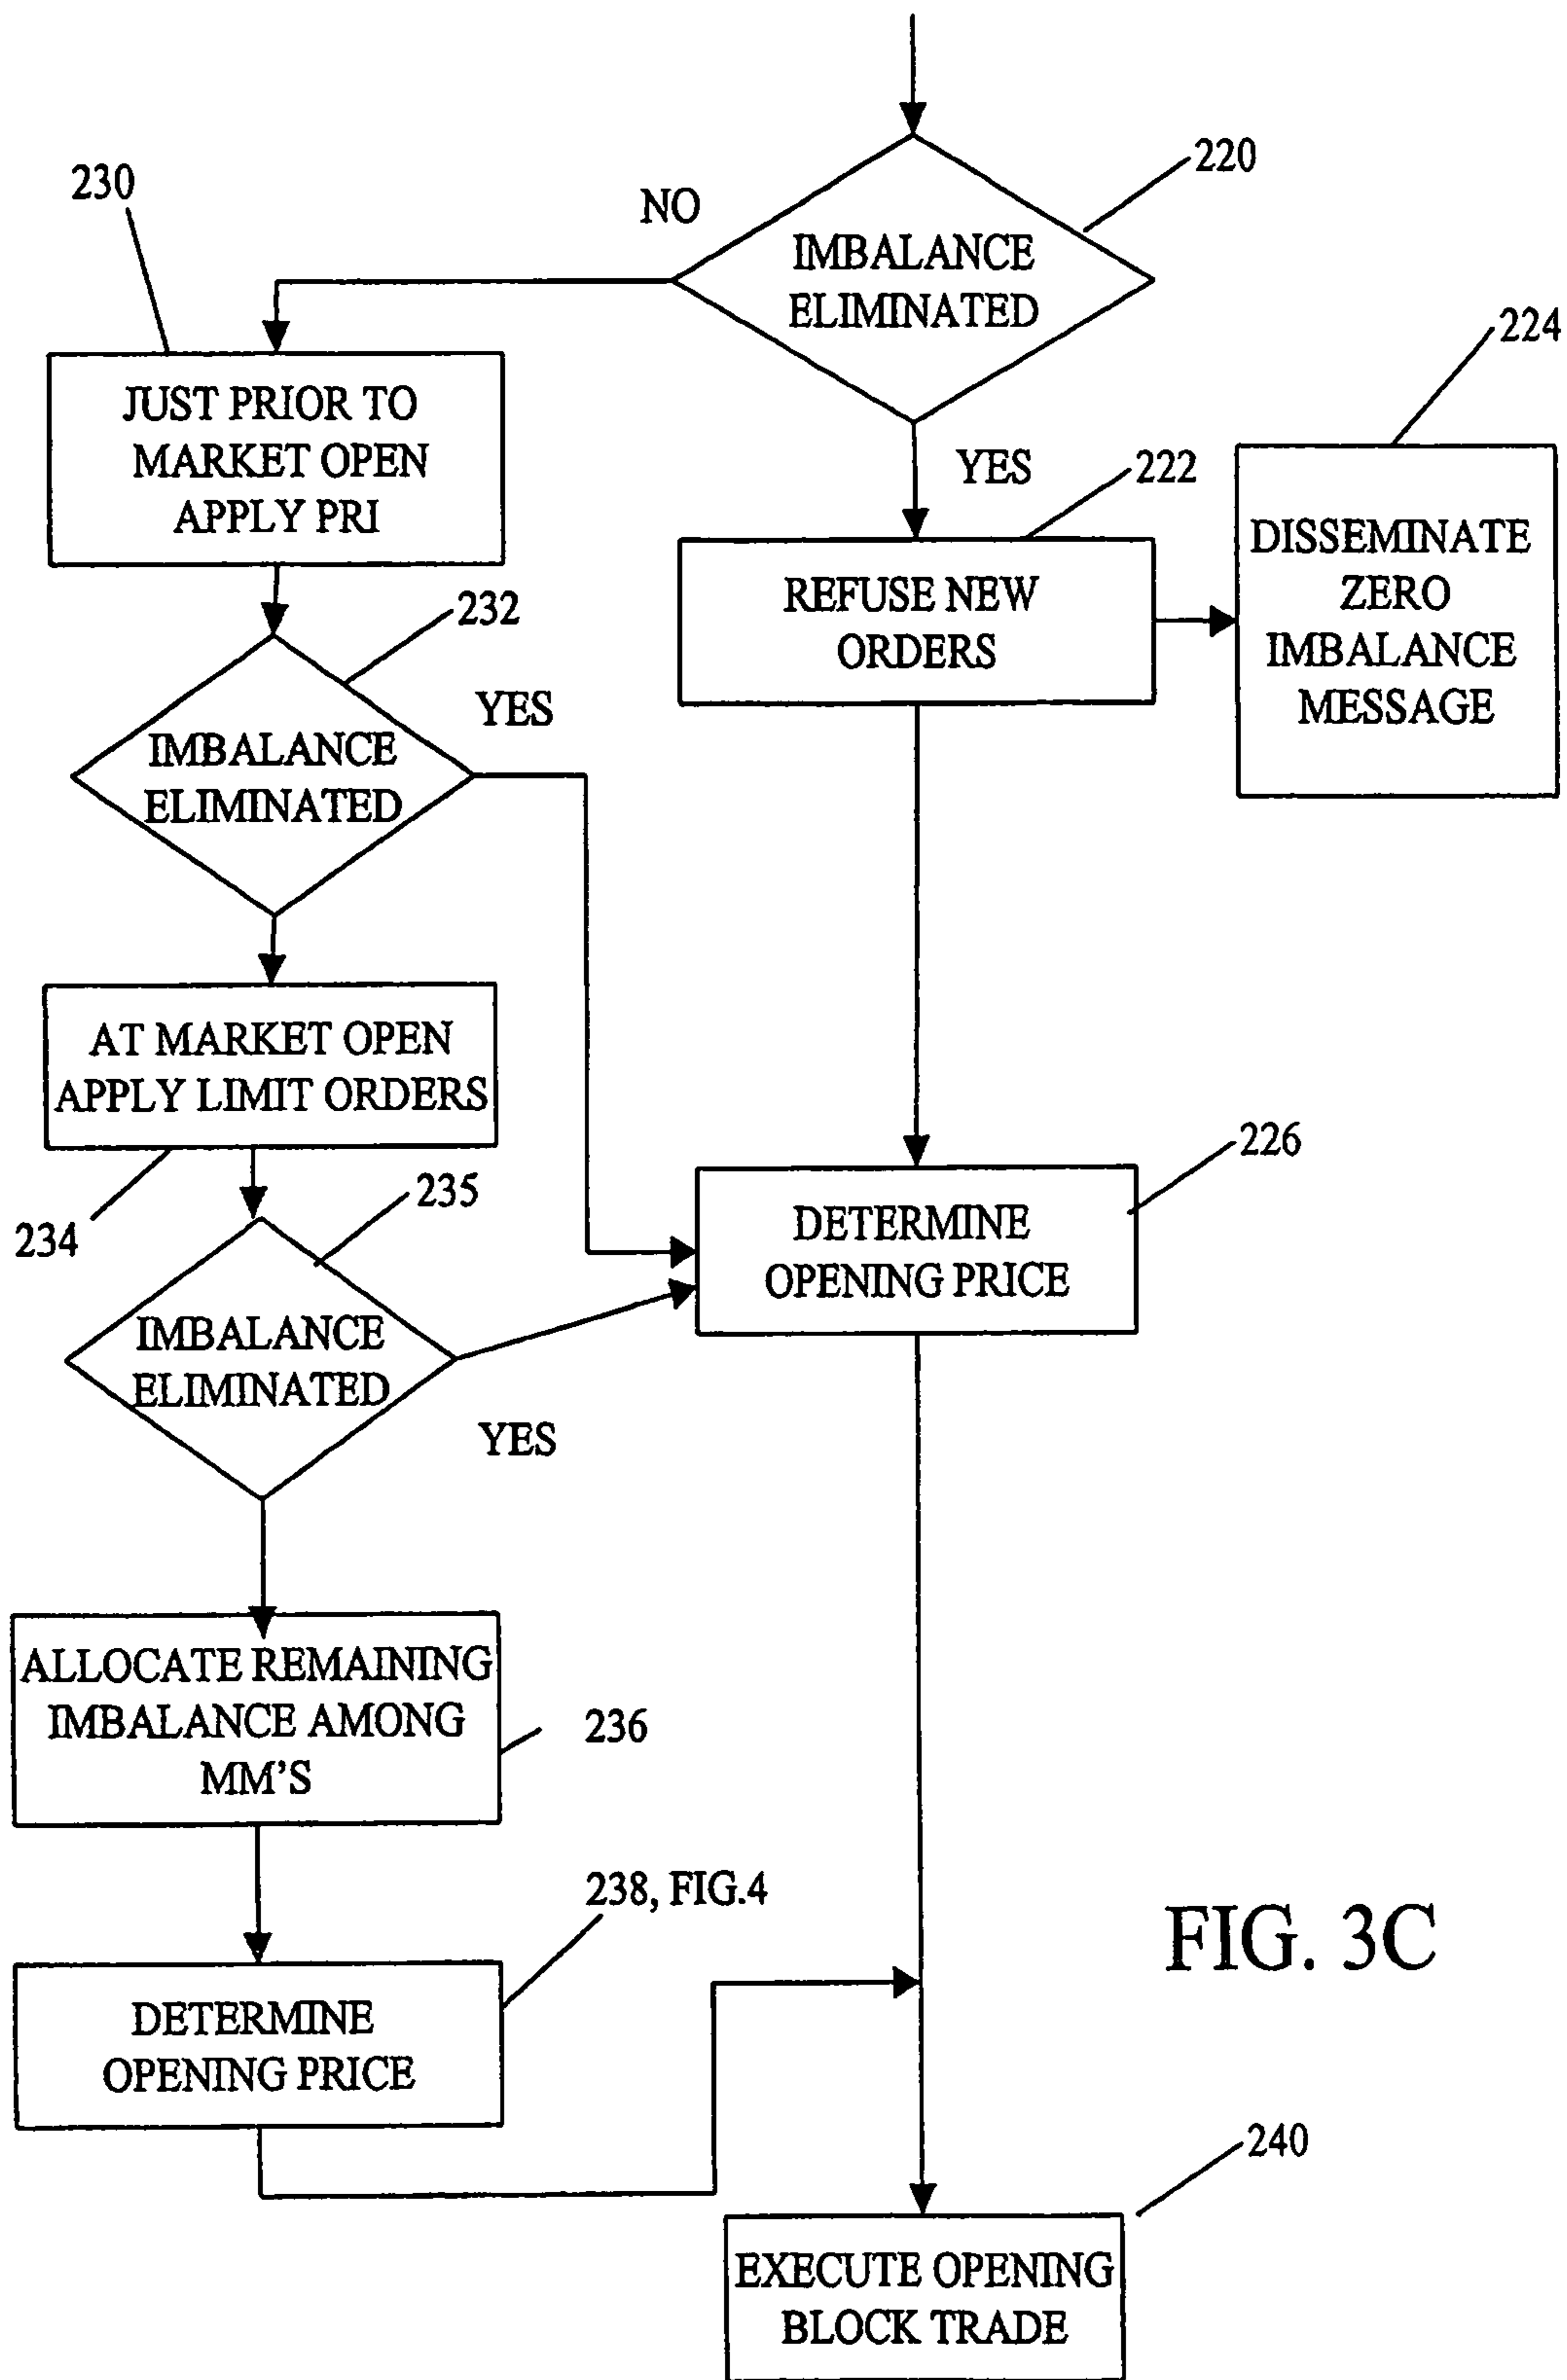 220
230
NO
IMBALANCE
ELIMINATED
224
JUST PRIOR TO
MARKET OPEN
APPLY PRI
YES
222
DISSEMINATE
ZERO
IMBALANCE
MESSAGE
REFUSE NEW
ORDERS
232
YES
IMBALANCE
ELIMINATED
AT MARKET OPEN
APPLY LIMIT ORDERS
226
235
234
DETERMINE
OPENING PRICE
IMBALANCE
ELIMINATED
YES
ALLOCATE REMAINING
IMBALANCE AMONG
MM'S
236
238, FIG.4
FIG. 3C
DETERMINE
OPENING PRICE
240
EXECUTE OPENING
BLOCK TRADE